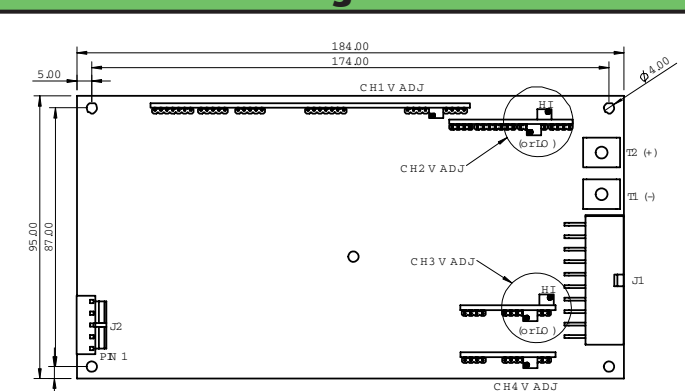 184.00
174.00
5.00
ϕ4.00
CH1 V ADJ
HI
(or LO)
T2 (+)
CH2 V ADJ
T1 (-)
95.00
87.00
CH3 V ADJ
HI
J1
J2
(or LO)
PIN 1
CH4 V ADJ